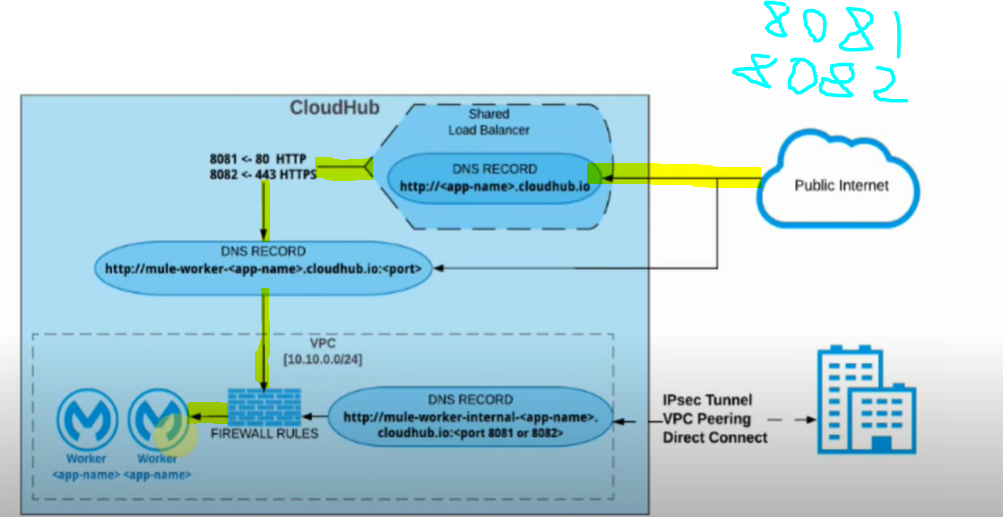 8081
8082
CloudHub
Shared
Load Balancer
8081 <- 80 HTTP
8082 <- 443 HTTPS
DNS RECORD
http://<app-name>.cloudhub.io
Public Internet
DNS RECORD
http://mule-worker-<app-name>.cloudhub.io:<port>
VPC
[10.10.0.0/24]
DNS RECORD
http://mule-worker-internal-<app-name>.
cloudhub.io:<port 8081 or 8082>
FIREWALL RULES
IPsec Tunnel
VPC Peering
Direct Connect
Worker
<app-name>
Worker
<app-name>